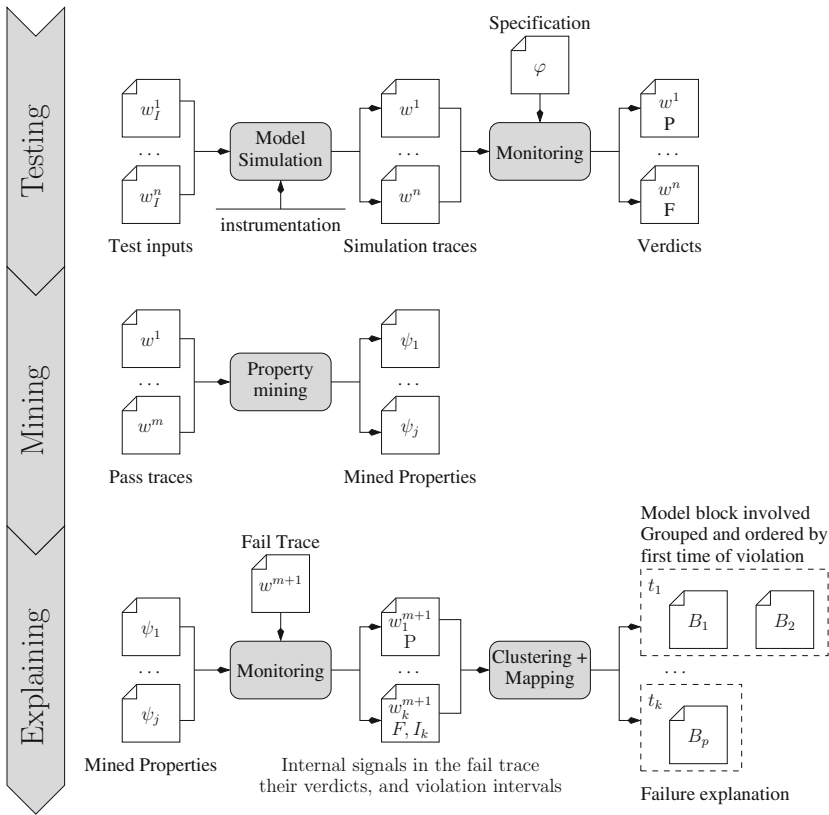 Testing
Specification
φ
w_I^1
...
w_I^n
Test inputs
Model
Simulation
instrumentation
w^1
...
w^n
Simulation traces
Monitoring
w^1
P
...
w^n
F
Verdicts
Mining
w^1
...
w^m
Pass traces
Property
mining
ψ_1
...
ψ_j
Mined Properties
Explaining
Fail Trace
w^{m+1}
ψ_1
...
ψ_j
Mined Properties
Monitoring
w_1^{m+1}
P
...
w_k^{m+1}
F, I_k
Internal signals in the fail trace
their verdicts, and violation intervals
Clustering +
Mapping
Model block involved
Grouped and ordered by
first time of violation
t_1
B_1
B_2
...
t_k
B_p
Failure explanation